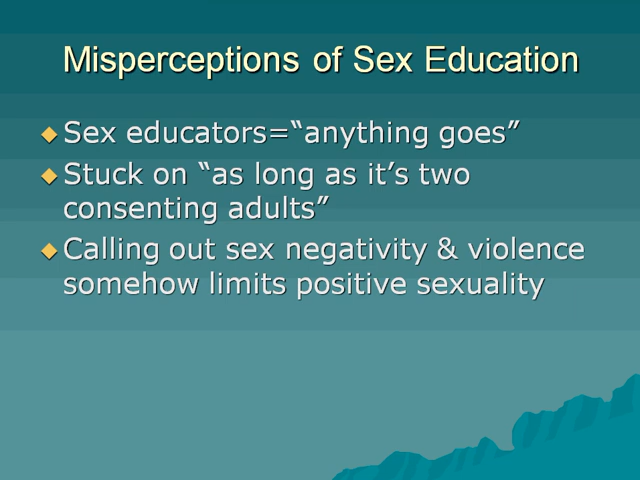 Misperceptions of Sex Education
Sex educators=“anything goes”
Stuck on “as long as it’s two
consenting adults”
Calling out sex negativity & violence
somehow limits positive sexuality